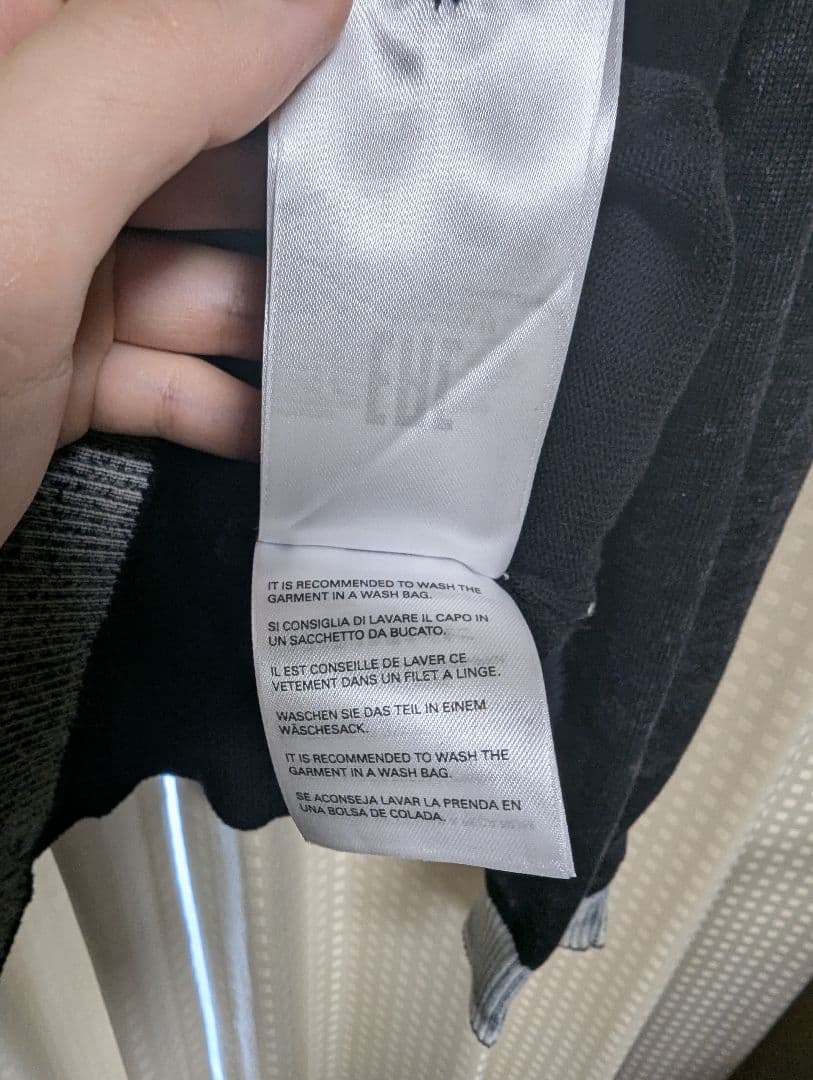 IT IS RECOMMENDED TO WASH THE
GARMENT IN A WASH BAG.
SI CONSIGLIA DI LAVARE IL CAPO IN
UN SACCHETTO DA BUCATO.
IL EST CONSEILLE DE LAVER CE
VETEMENT DANS UN FILET A LINGE.
WASCHEN SIE DAS TEIL IN EINEM
WÄSCHESACK.
IT IS RECOMMENDED TO WASH THE
GARMENT IN A WASH BAG.
SE ACONSEJA LAVAR LA PRENDA EN
UNA BOLSA DE COLADA.